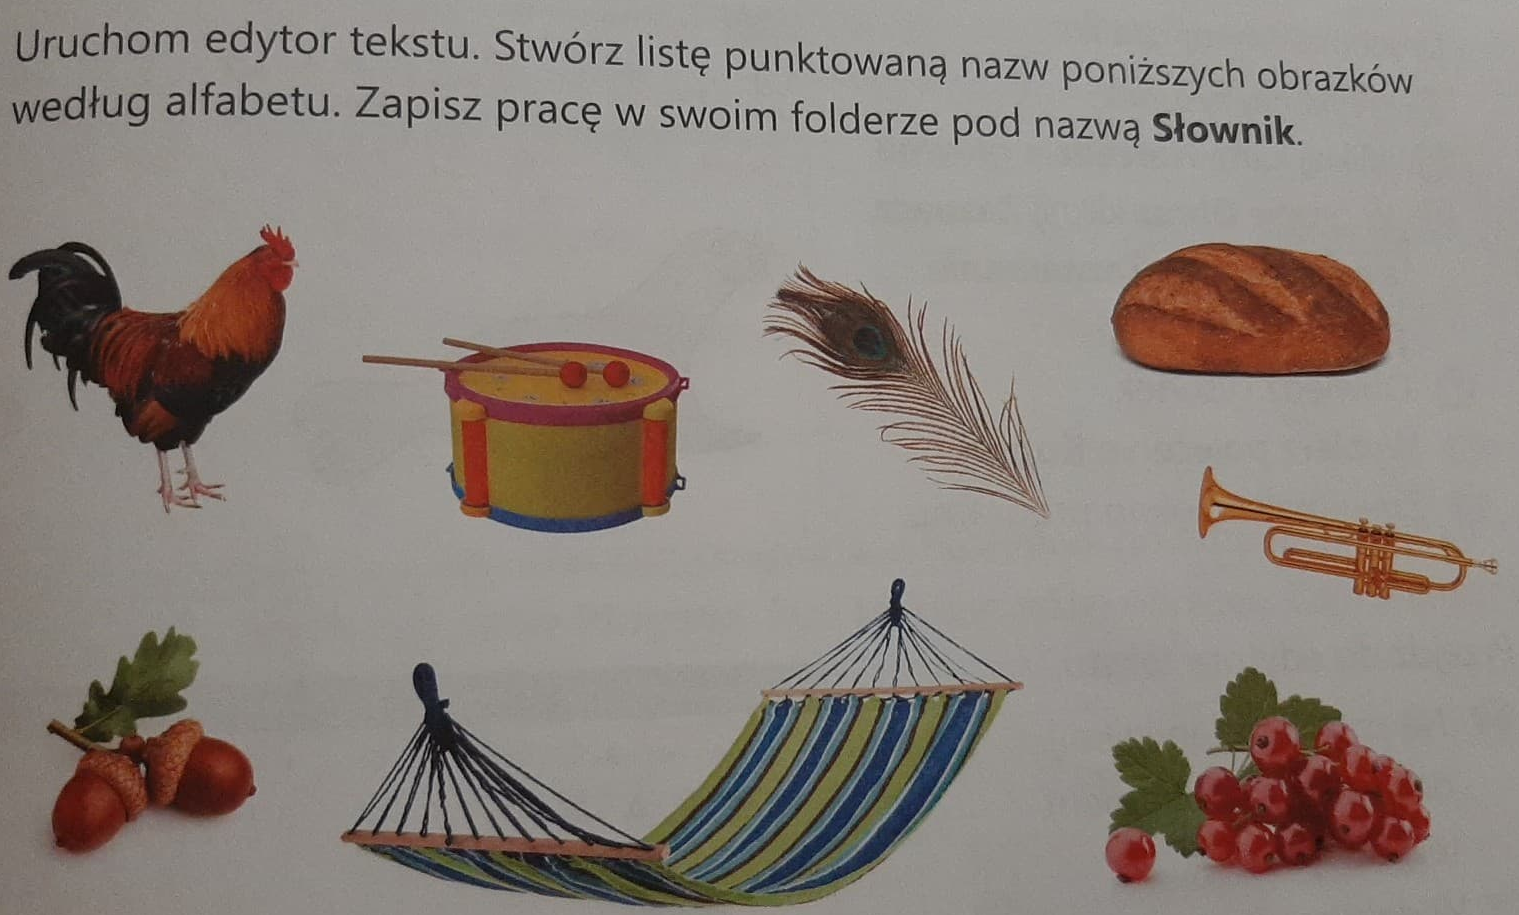 Uruchom edytor tekstu. Stwórz listę punktowaną nazw poniższych obrazków
według alfabetu. Zapisz pracę w swoim folderze pod nazwą Słownik.